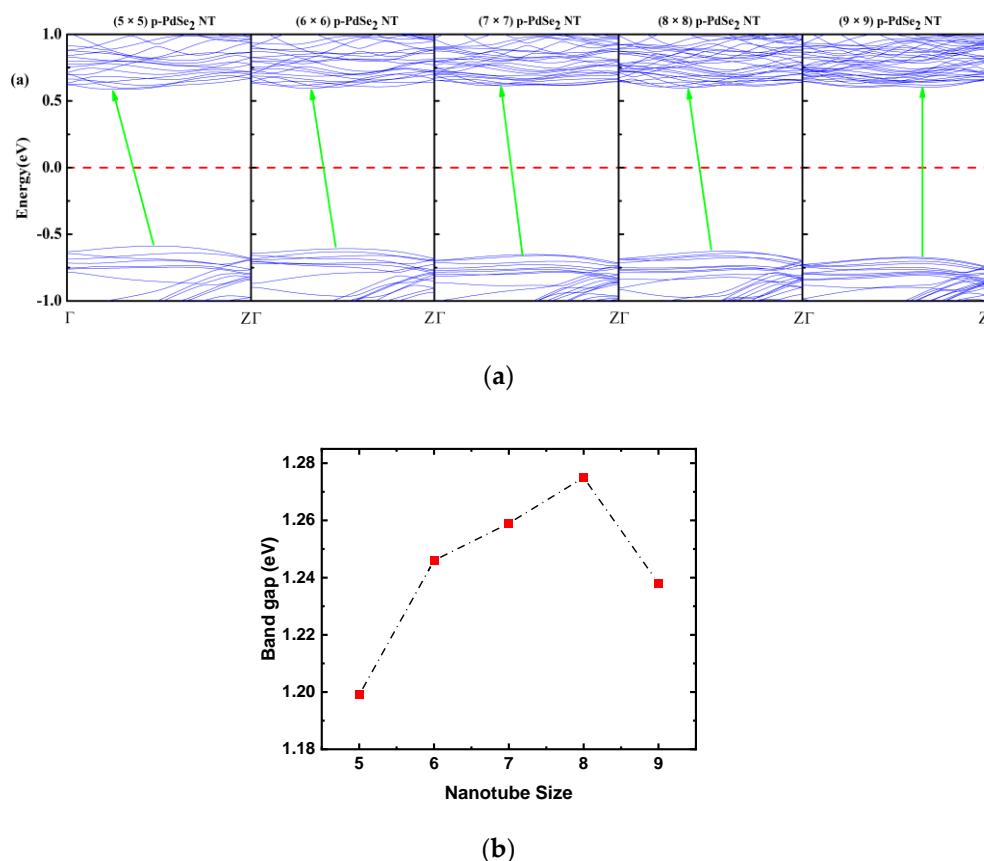 (5 × 5) p-PdSe₂ NT (6 × 6) p-PdSe₂ NT (7 × 7) p-PdSe₂ NT (8 × 8) p-PdSe₂ NT (9 × 9) p-PdSe₂ NT
(a)
Energy(eV)
1.0
0.5
0.0
-0.5
-1.0
Γ ZΓ ZΓ ZΓ ZΓ Z
(a)
Band gap (eV)
1.28
1.26
1.24
1.22
1.20
1.18
5 6 7 8 9
Nanotube Size
(b)